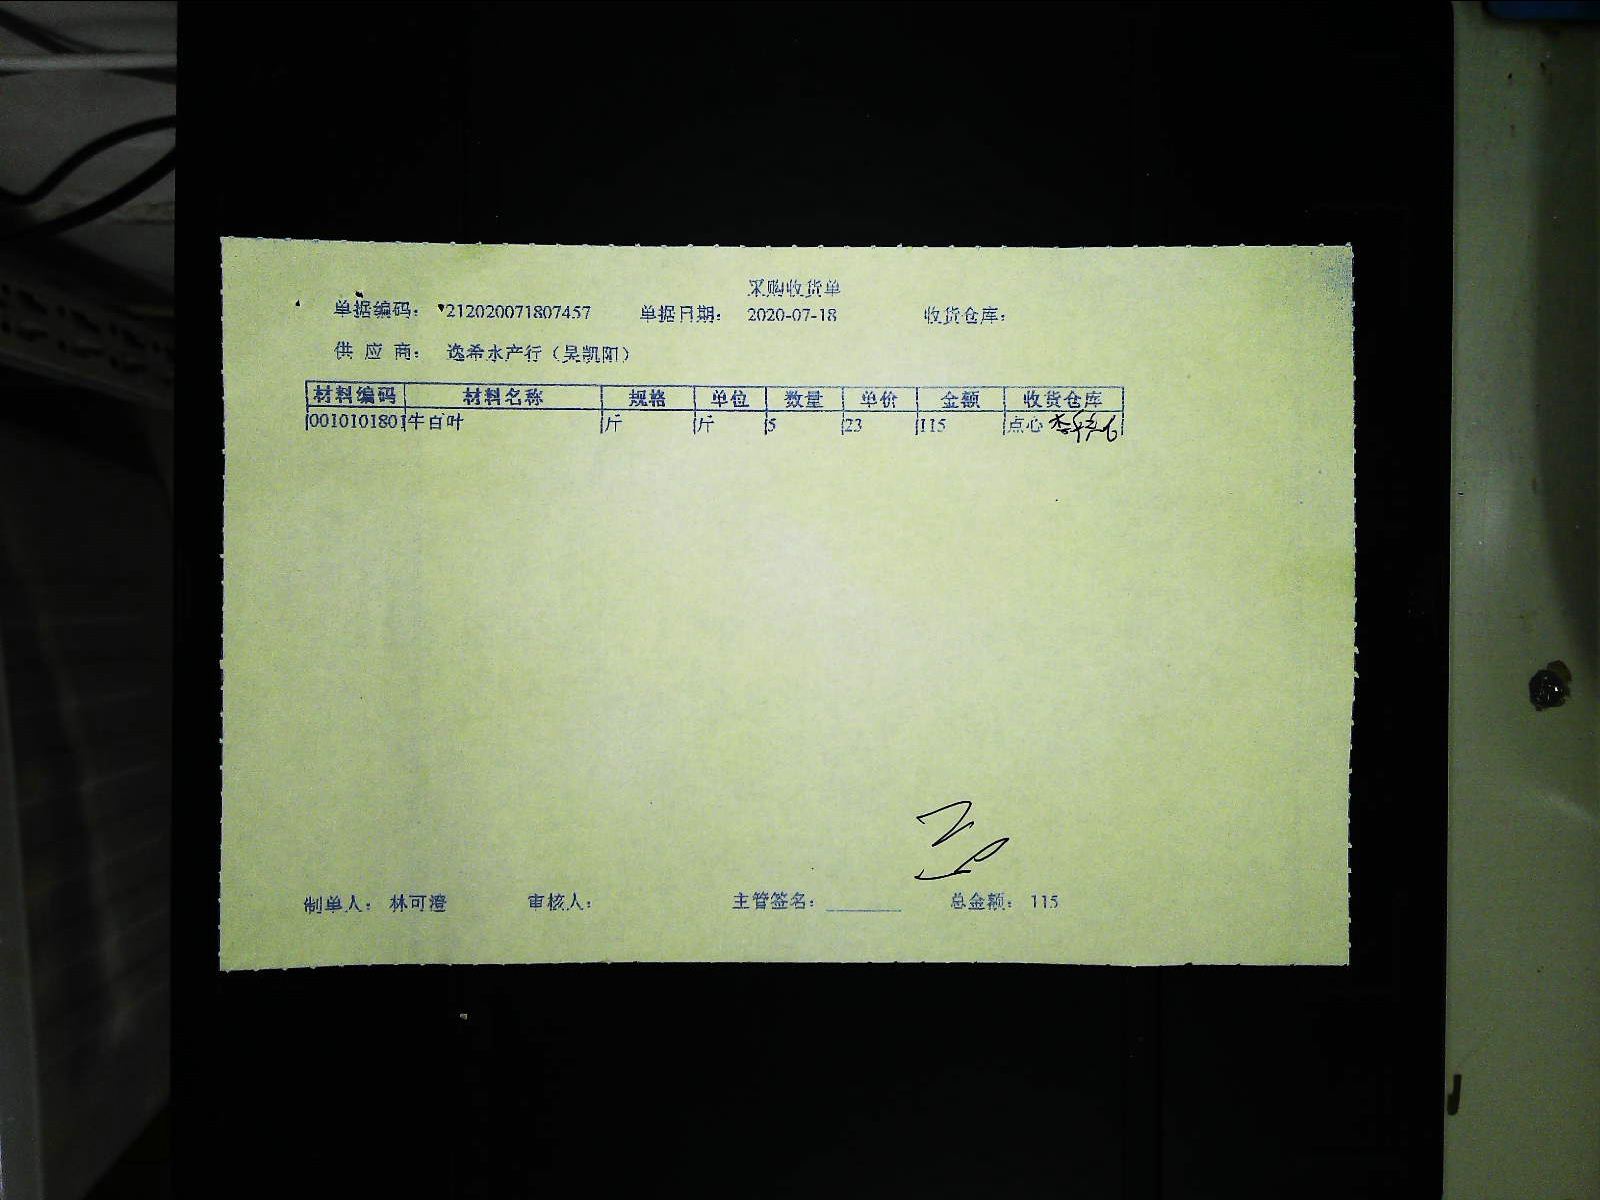 采购收货单
单据编码： 212020071807457 单据日期： 2020-07-18 收货仓库：
供 应 商： 逸希水产行（吴凯阳）
材料编码 材料名称 规格 单位 数量 单价 金额 收货仓库
0010101801 牛百叶 斤 斤 5 23 115 点心
制单人： 林可澄 审核人： 主管签名： 总金额： 115